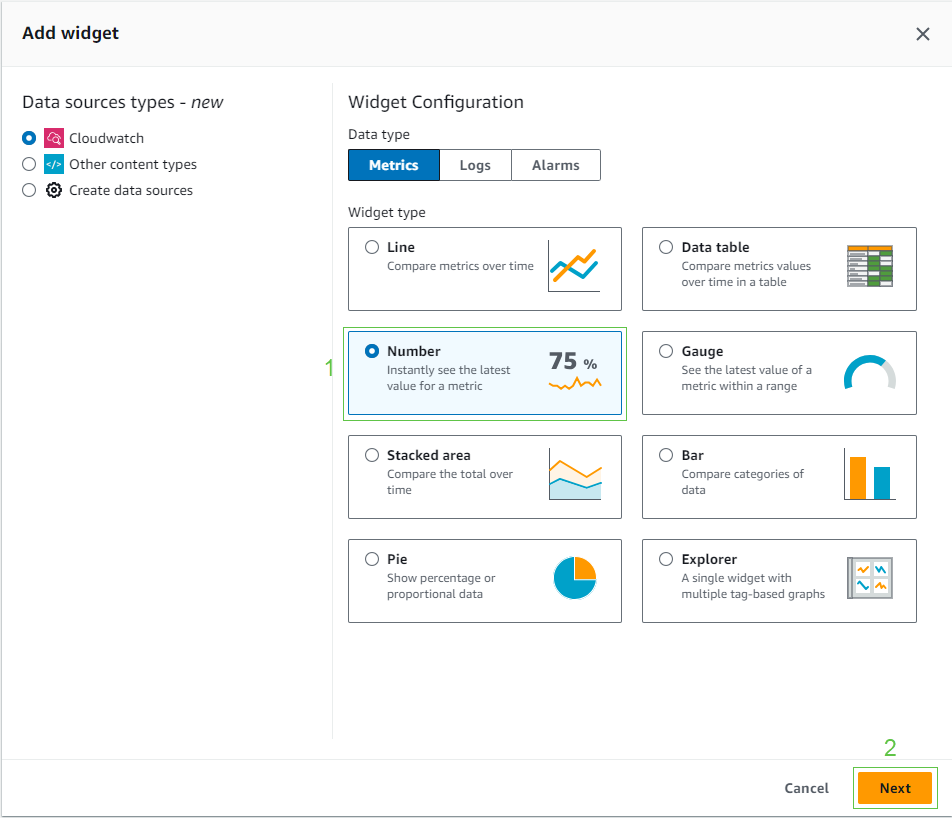 Add widget
Data sources types - new
Cloudwatch
</> Other content types
Create data sources
Widget Configuration
Data type
Metrics
Logs
Alarms
Widget type
Line
Compare metrics over time
Data table
Compare metrics values
over time in a table
1
Number
Instantly see the latest
value for a metric
75 %
Gauge
See the latest value of a
metric within a range
Stacked area
Compare the total over
time
Bar
Compare categories of
data
Pie
Show percentage or
proportional data
Explorer
A single widget with
multiple tag-based graphs
2
Cancel
Next